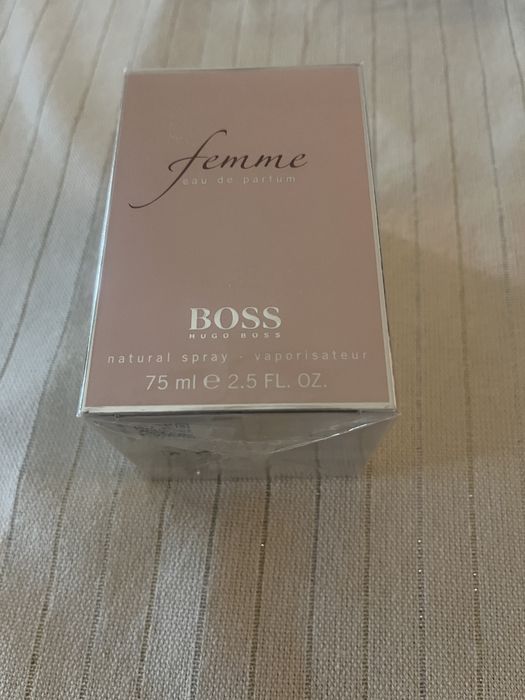 femme
eau de parfum
BOSS
HUGO BOSS
natural spray - vaporisateur
75 ml ℮ 2.5 FL. OZ.